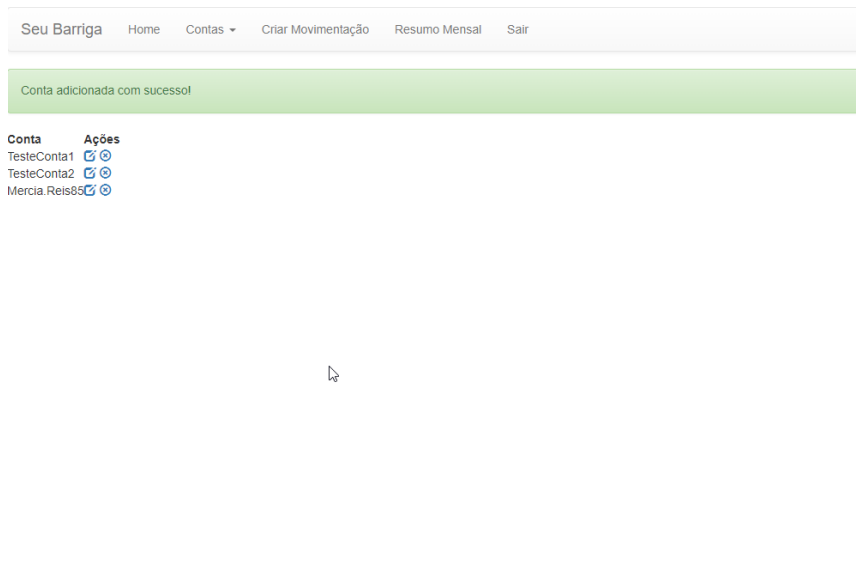 Seu Barriga Home Contas Criar Movimentação Resumo Mensal Sair
Conta adicionada com sucesso!
Conta Ações
TesteConta1
TesteConta2
Mercia.Reis85